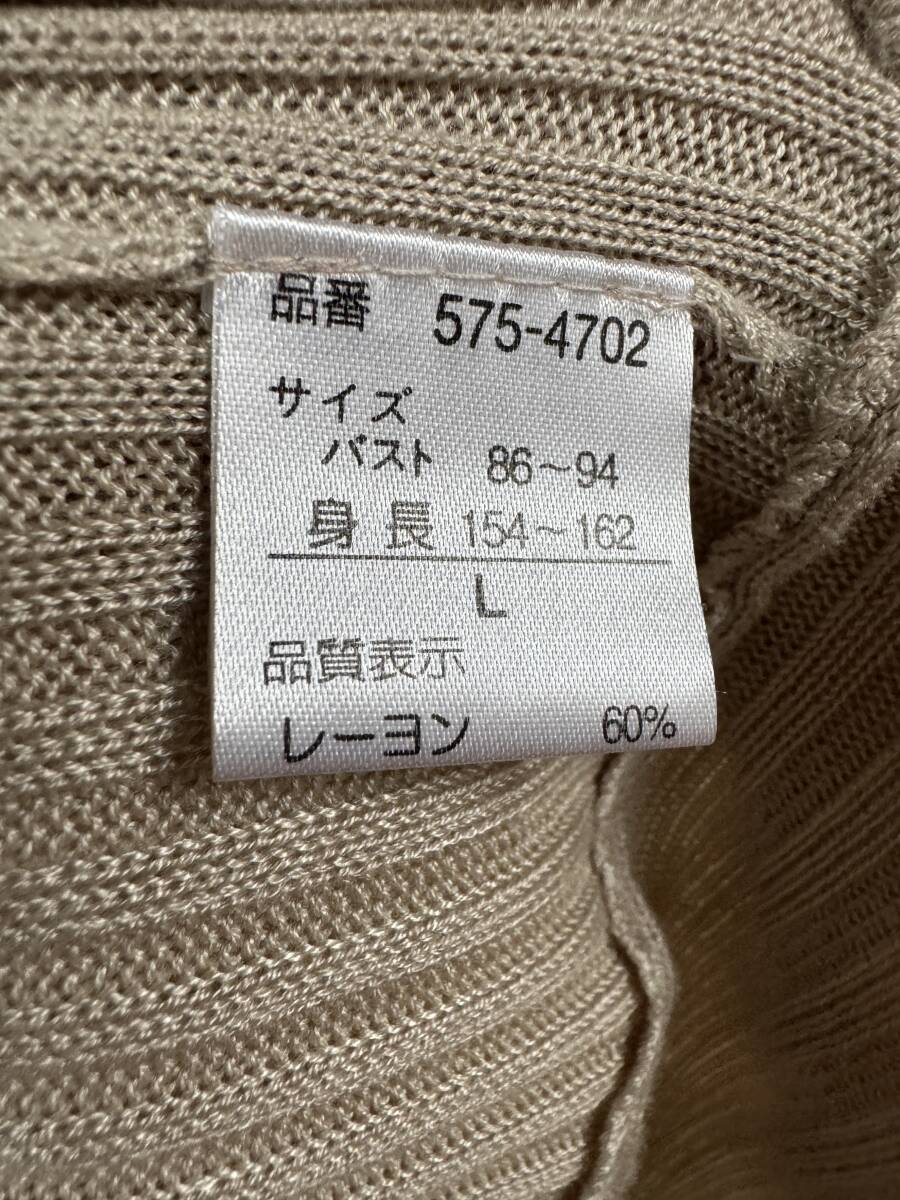 品番 575-4702
サイズ
バスト 86～94
身長 154～162
L
品質表示
レーヨン 60%